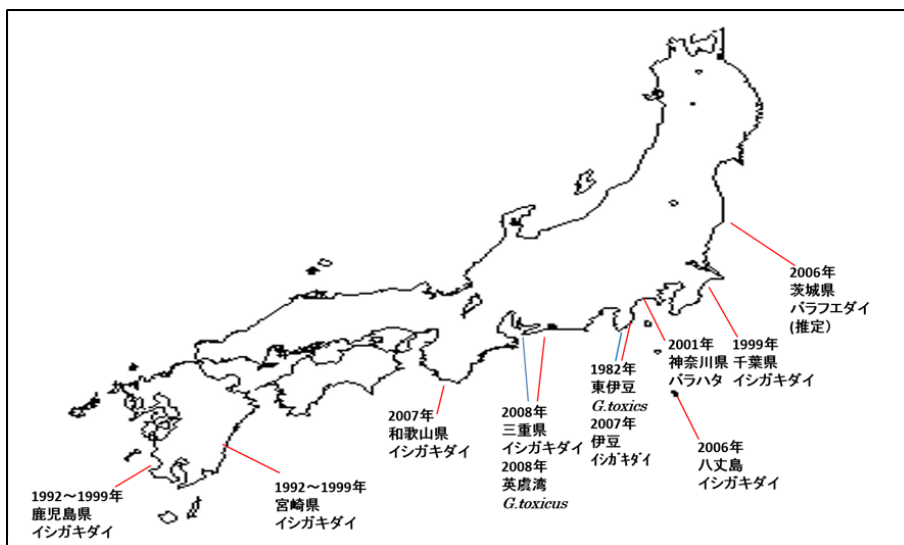 2006年
茨城県
バラフエダイ
(推定)
1999年
千葉県
イシガキダイ
2001年
神奈川県
バラハタ
1982年
東伊豆
G.toxics
2007年
伊豆
イシガキダイ
2006年
八丈島
イシガキダイ
2008年
三重県
イシガキダイ
2008年
英虞湾
G.toxicus
2007年
和歌山県
イシガキダイ
1992～1999年
宮崎県
イシガキダイ
1992～1999年
鹿児島県
イシガキダイ